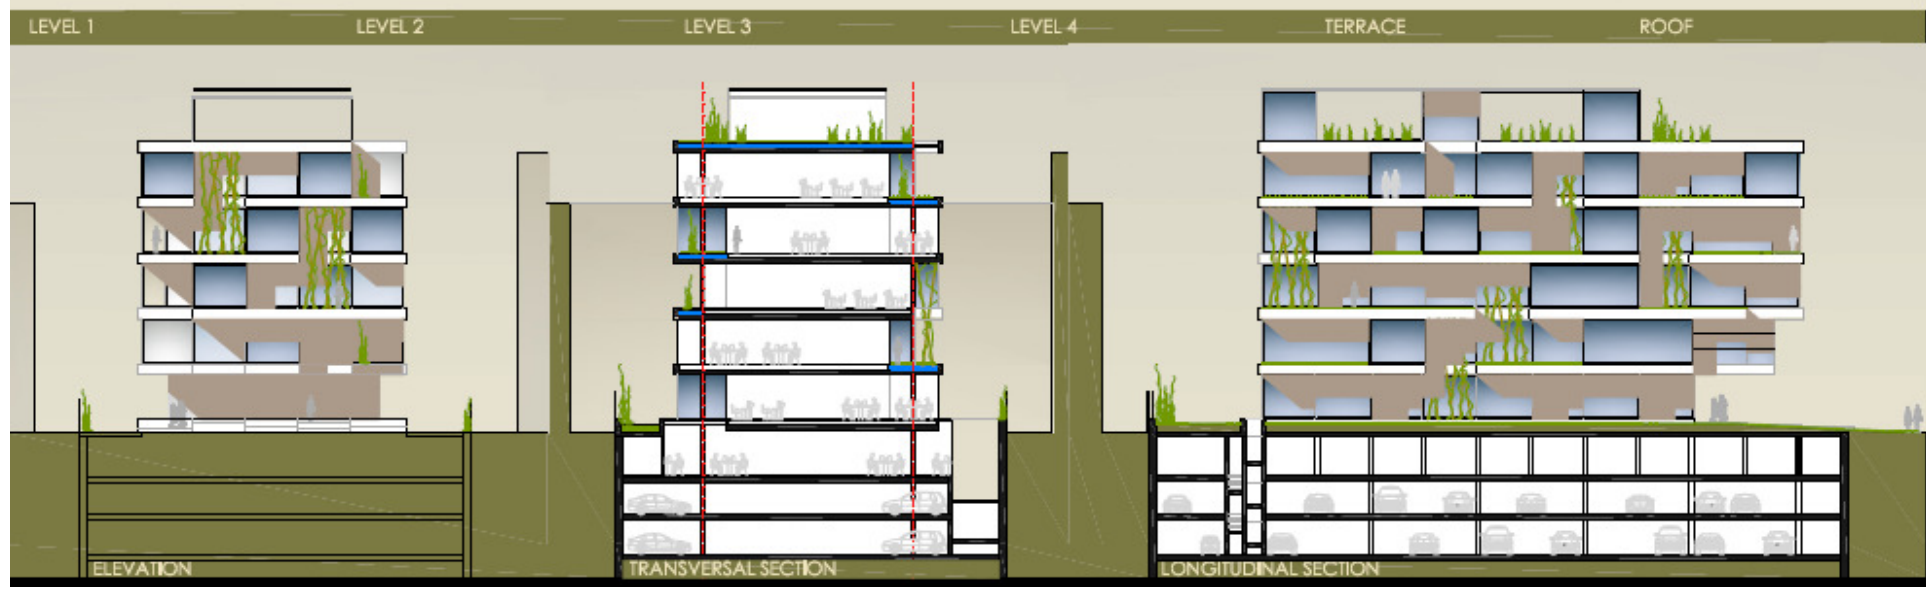 LEVEL 1
LEVEL 2
LEVEL 3
LEVEL 4
TERRACE
ROOF
ELEVATION
TRANSVERSAL SECTION
LONGITUDINAL SECTION